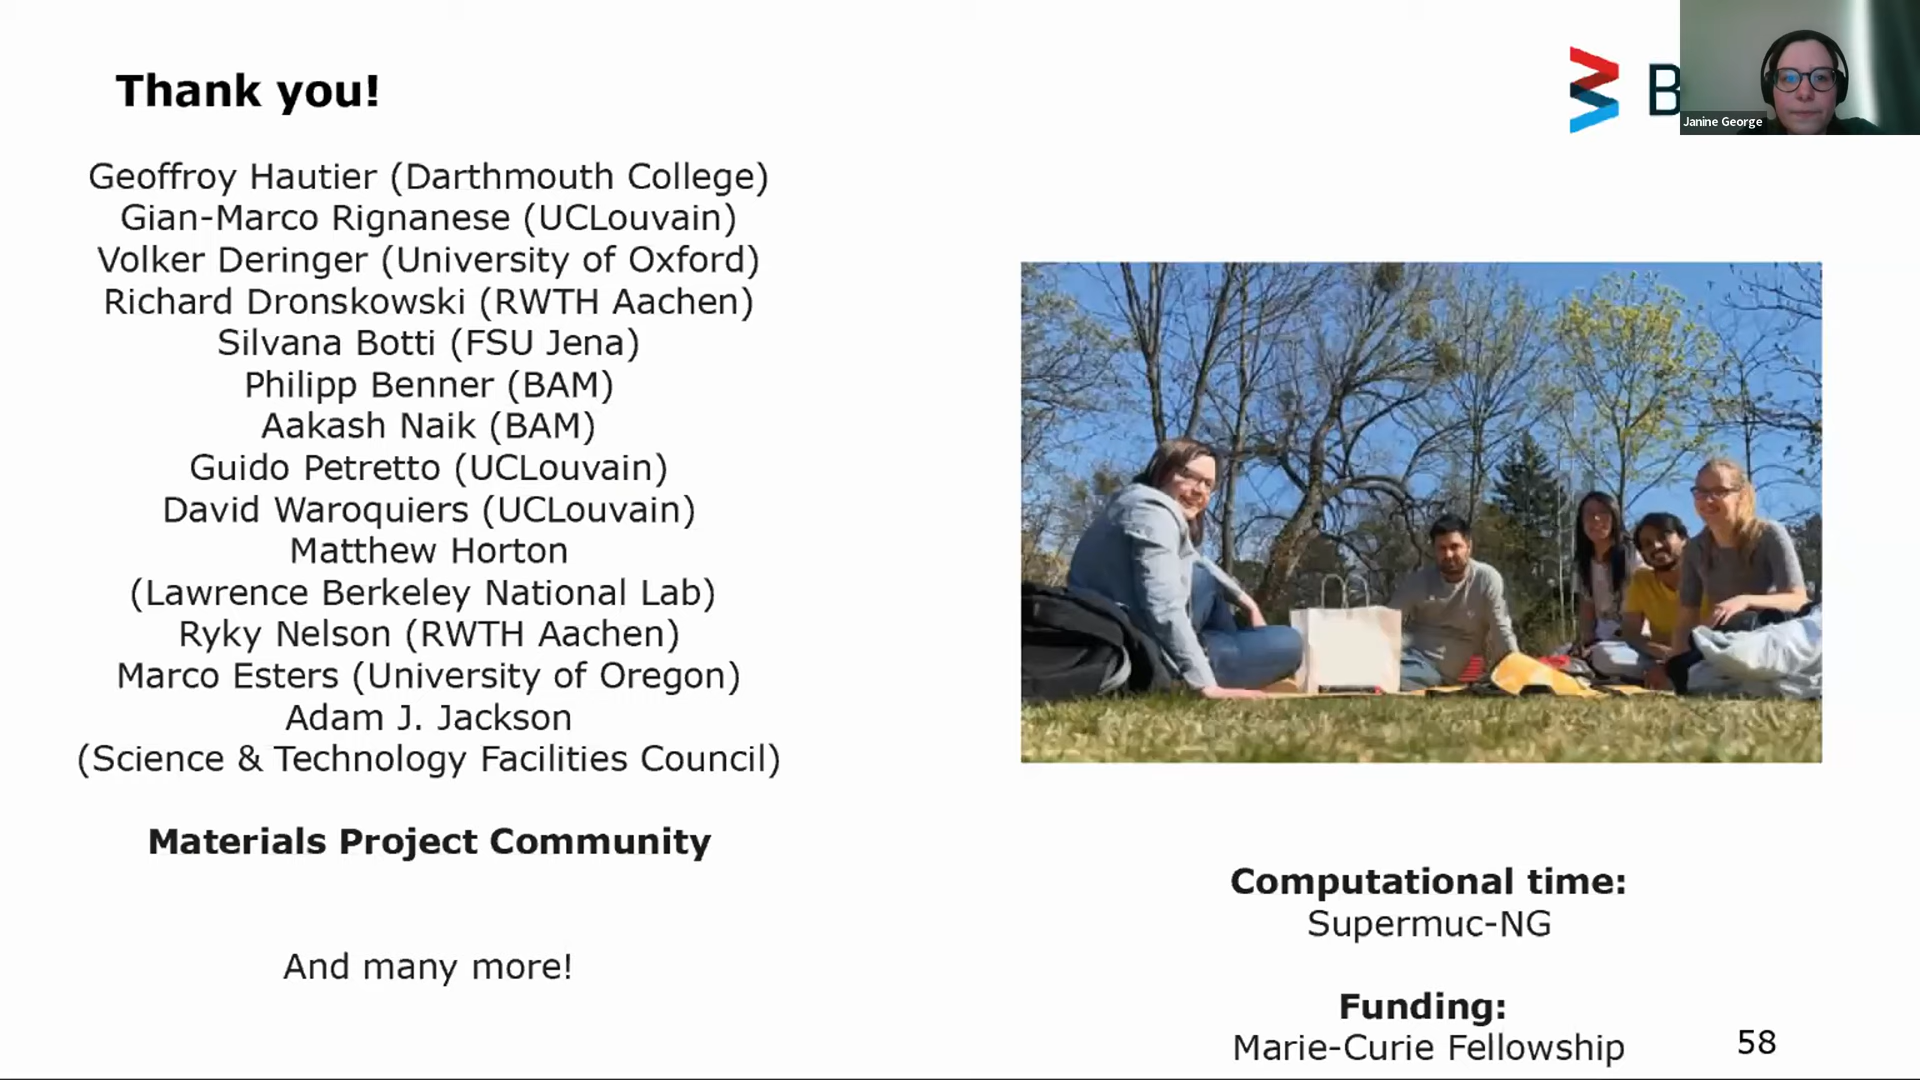 Thank you!
B
Janine George
Geoffroy Hautier (Darthmouth College)
Gian-Marco Rignanese (UCLouvain)
Volker Deringer (University of Oxford)
Richard Dronskowski (RWTH Aachen)
Silvana Botti (FSU Jena)
Philipp Benner (BAM)
Aakash Naik (BAM)
Guido Petretto (UCLouvain)
David Waroquiers (UCLouvain)
Matthew Horton
(Lawrence Berkeley National Lab)
Ryky Nelson (RWTH Aachen)
Marco Esters (University of Oregon)
Adam J. Jackson
(Science & Technology Facilities Council)
Materials Project Community
And many more!
Computational time:
Supermuc-NG
Funding:
Marie-Curie Fellowship
58